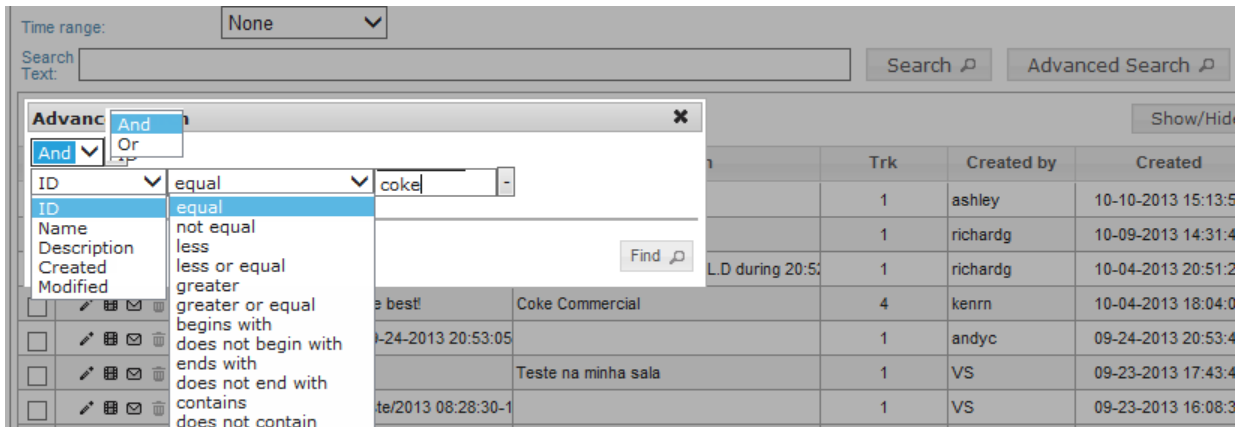 Time range: None
Search Text: Search Advanced Search
Advanc
And
Or
Show/Hide
And
ID equal coke -
Trk Created by Created
ID
Name
Description
Created
Modified
equal
not equal
less
less or equal
greater
greater or equal
begins with
does not begin with
ends with
does not end with
contains
does not contain
Find
1 ashley 10-10-2013 15:13:5
1 richardg 10-09-2013 14:31:4
L.D during 20:52 1 richardg 10-04-2013 20:51:2
e best! Coke Commercial 4 kenrn 10-04-2013 18:04:0
-24-2013 20:53:05 1 andyc 09-24-2013 20:53:4
Teste na minha sala 1 VS 09-23-2013 17:43:4
te/2013 08:28:30-1 1 VS 09-23-2013 16:08:3